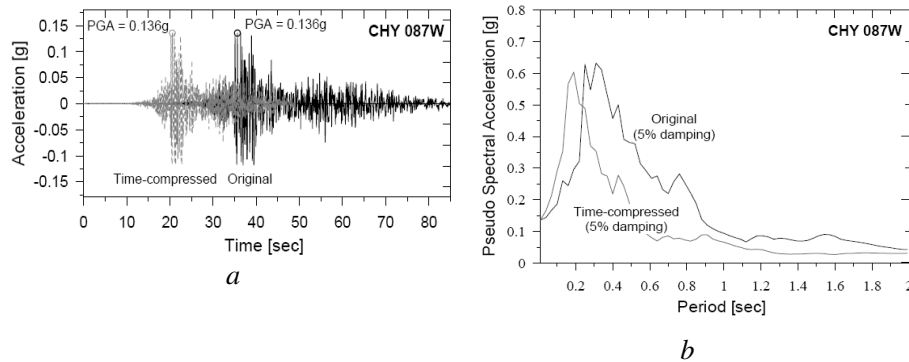 PGA = 0.136g
PGA = 0.136g
CHY 087W
0.15
0.10
0.05
0
-0.05
-0.1
-0.15
Acceleration [g]
Time-compressed
Original
0 10 20 30 40 50 60 70 80
Time [sec]
a
0.8
0.7
0.6
0.5
0.4
0.3
0.2
0.1
0
Pseudo Spectral Acceleration [g]
CHY 087W
Original
(5% damping)
Time-compressed
(5% damping)
0.2 0.4 0.6 0.8 1 1.2 1.4 1.6 1.8 2
Period [sec]
b